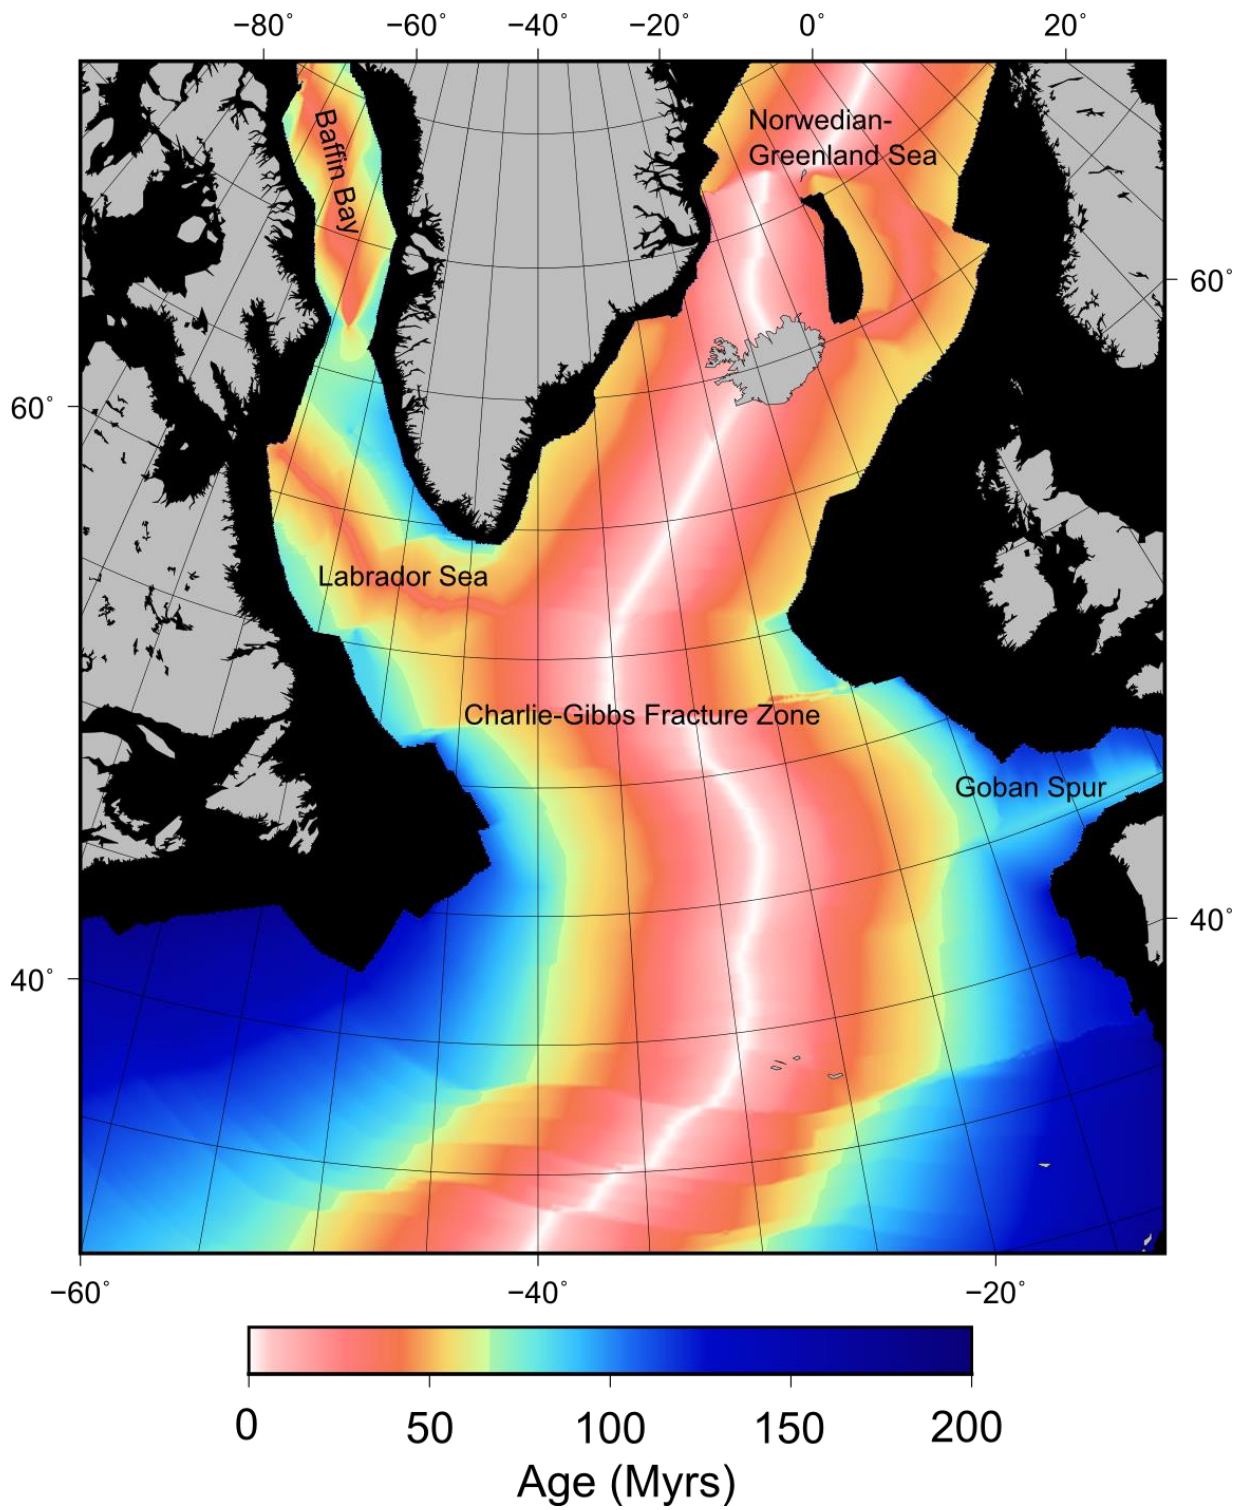 −80° −60° −40° −20° 0° 20°
Norwedian-
Greenland Sea
Baffin Bay
60°
60°
Labrador Sea
Charlie-Gibbs Fracture Zone
Goban Spur
40°
40°
−60° −40° −20°
0 50 100 150 200
Age (Myrs)